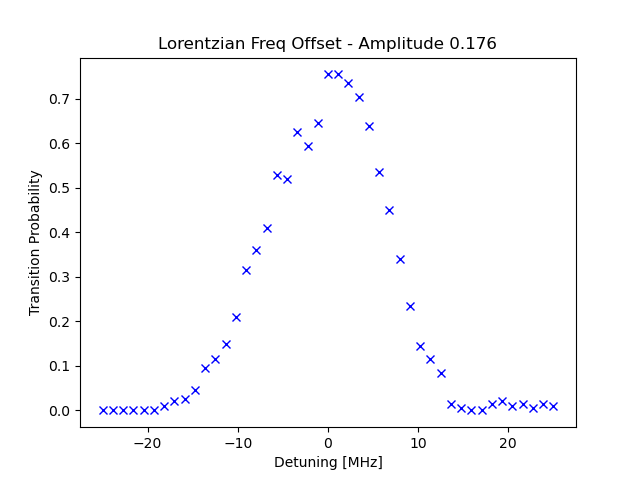 Lorentzian Freq Offset - Amplitude 0.176
Transition Probability
0.7
0.6
0.5
0.4
0.3
0.2
0.1
0.0
−20 −10 0 10 20
Detuning [MHz]